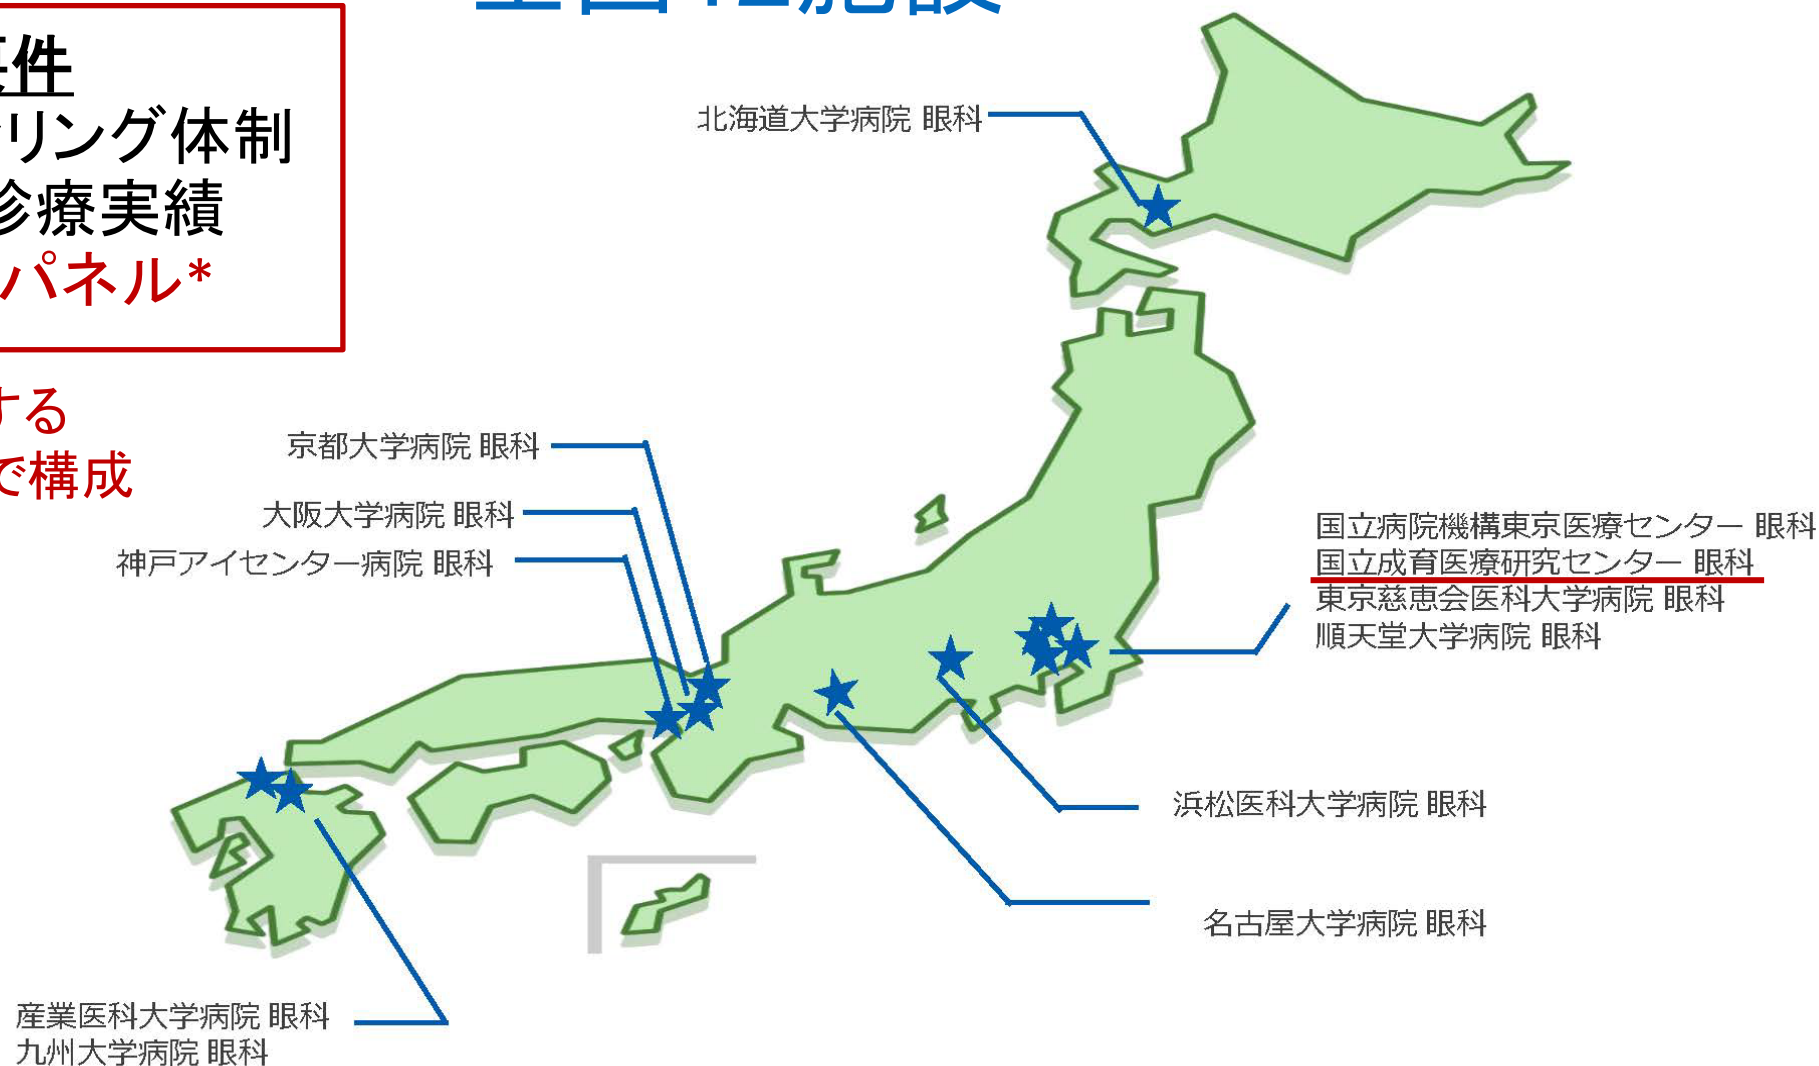 全国12施設
要件
リング体制
診療実績
パネル*
する
で構成
北海道大学病院 眼科
京都大学病院 眼科
大阪大学病院 眼科
神戸アイセンター病院 眼科
国立病院機構東京医療センター 眼科
国立成育医療研究センター 眼科
東京慈恵会医科大学病院 眼科
順天堂大学病院 眼科
浜松医科大学病院 眼科
名古屋大学病院 眼科
産業医科大学病院 眼科
九州大学病院 眼科